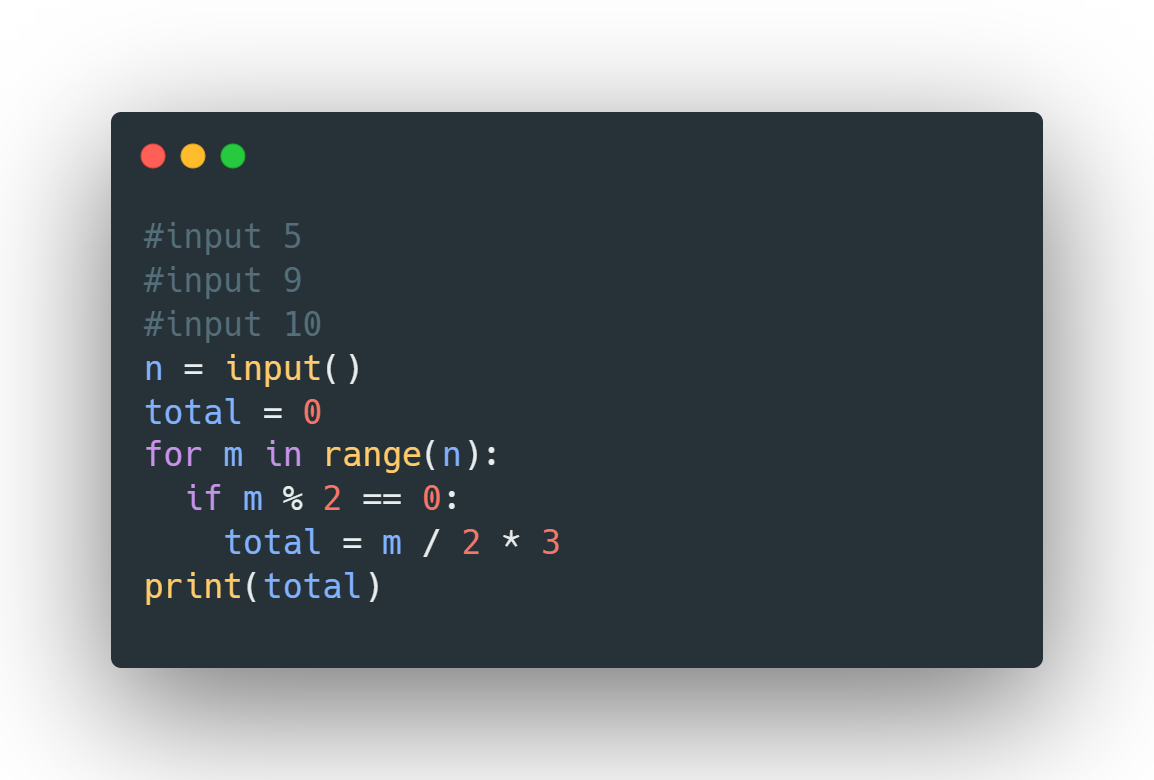 #input 5
#input 9
#input 10
n = input()
total = 0
for m in range(n):
  if m % 2 == 0:
    total = m / 2 * 3
print(total)